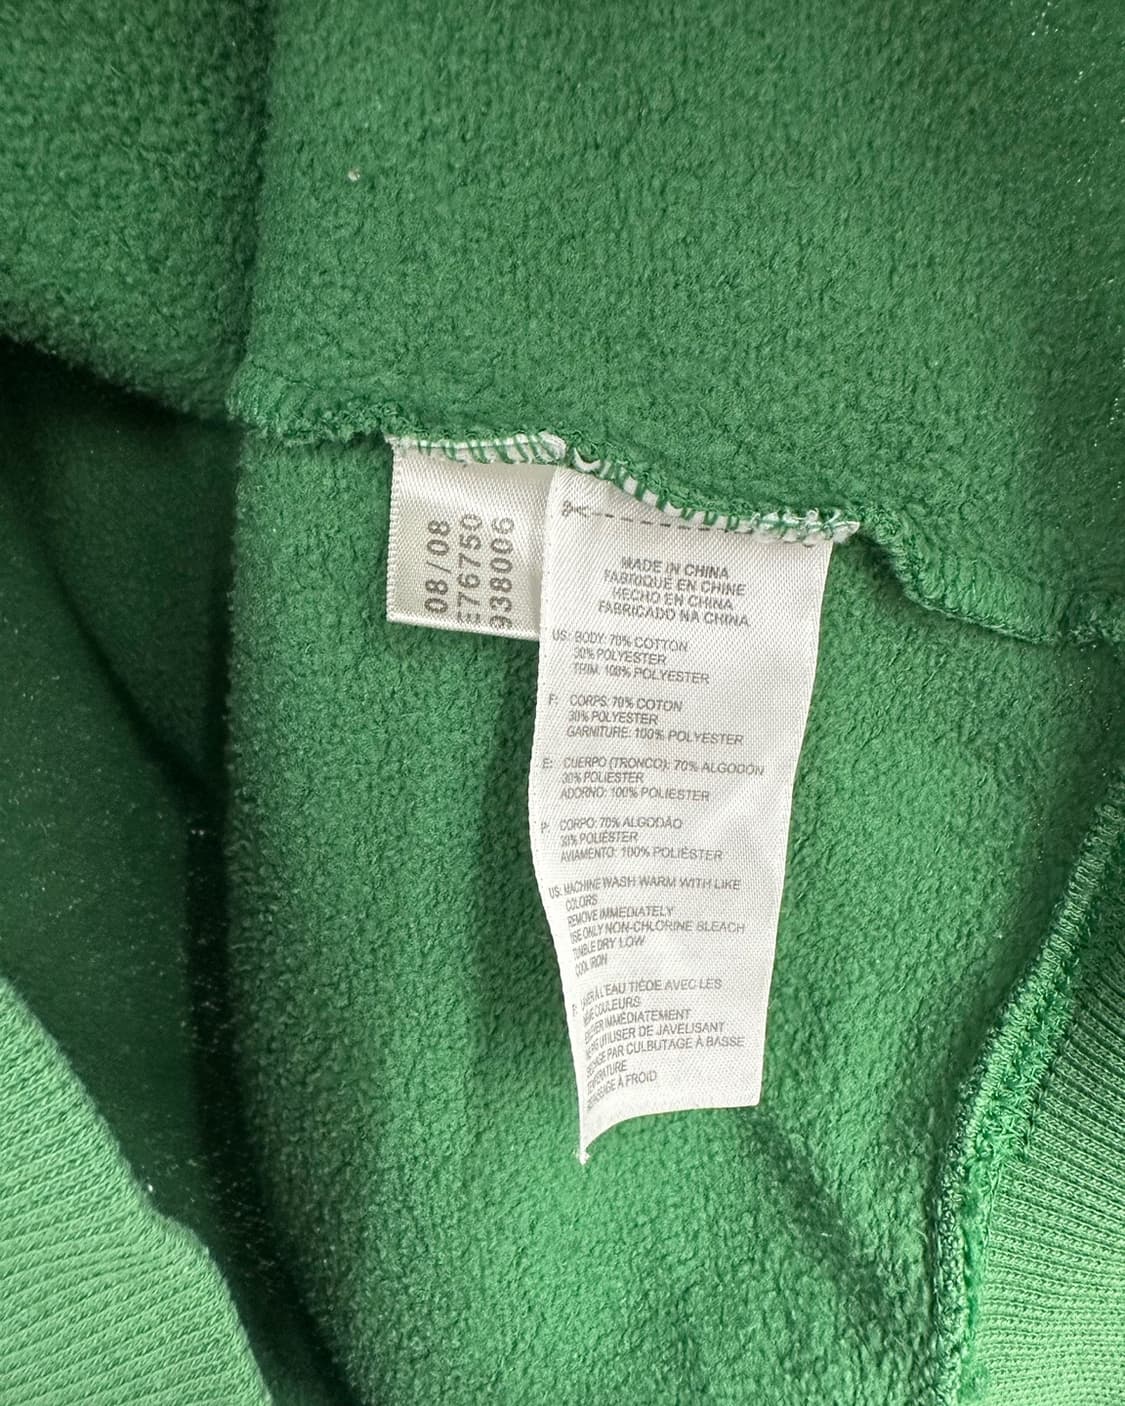 08/08
E76750
938006
MADE IN CHINA
FABRIQUE EN CHINE
HECHO EN CHINA
FABRICADO NA CHINA
US: BODY: 70% COTTON
30% POLYESTER
TRIM: 100% POLYESTER
F: CORPS: 70% COTON
30% POLYESTER
GARNITURE: 100% POLYESTER
E: CUERPO (TRONCO): 70% ALGODÓN
30% POLIESTER
ADORNO: 100% POLIESTER
P: CORPO: 70% ALGODÃO
30% POLIÉSTER
AVIAMENTO: 100% POLIÉSTER
US: MACHINE WASH WARM WITH LIKE
COLORS
REMOVE IMMEDIATELY
USE ONLY NON-CHLORINE BLEACH
TUMBLE DRY LOW
COOL IRON
À L'EAU TIÈDE AVEC LES
COULEURS
IMMÉDIATEMENT
UTILISER DE JAVELISANT
PAR CULBUTAGE À BASSE
À FROID